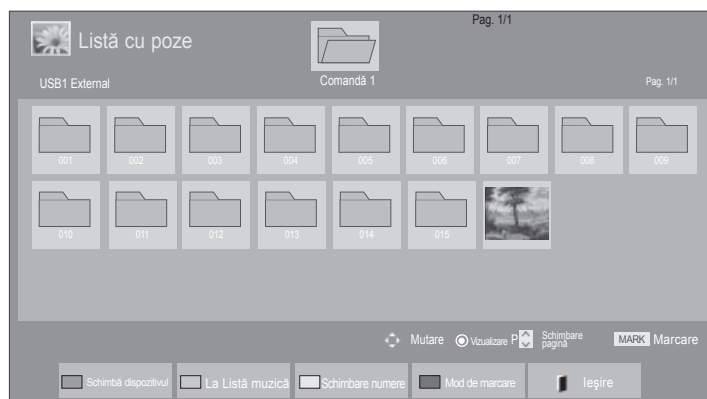 Pag. 1/1
Listă cu poze
Comandă 1
USB1 External
Pag. 1/1
001 002 003 004 005 006 007 008 009
010 011 012 013 014 015
Mutare Vizualizare P Schimbare pagină MARK Marcare
Schimbă dispozitivul La Listă muzică Schimbare numere Mod de marcare Ieşire